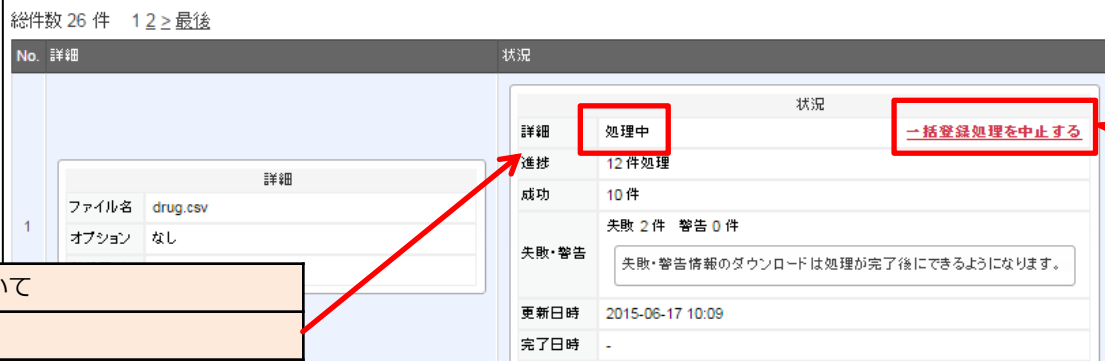 総件数 26 件 1 2 > 最後
No. 詳細 状況
状況
詳細 処理中 一括登録処理を中止する
進捗 12 件処理
成功 10 件
失敗・警告 失敗 2 件 警告 0 件
失敗・警告情報のダウンロードは処理が完了後にできるようになります。
更新日時 2015-06-17 10:09
完了日時 -
1
詳細
ファイル名 drug.csv
オプション なし
いて